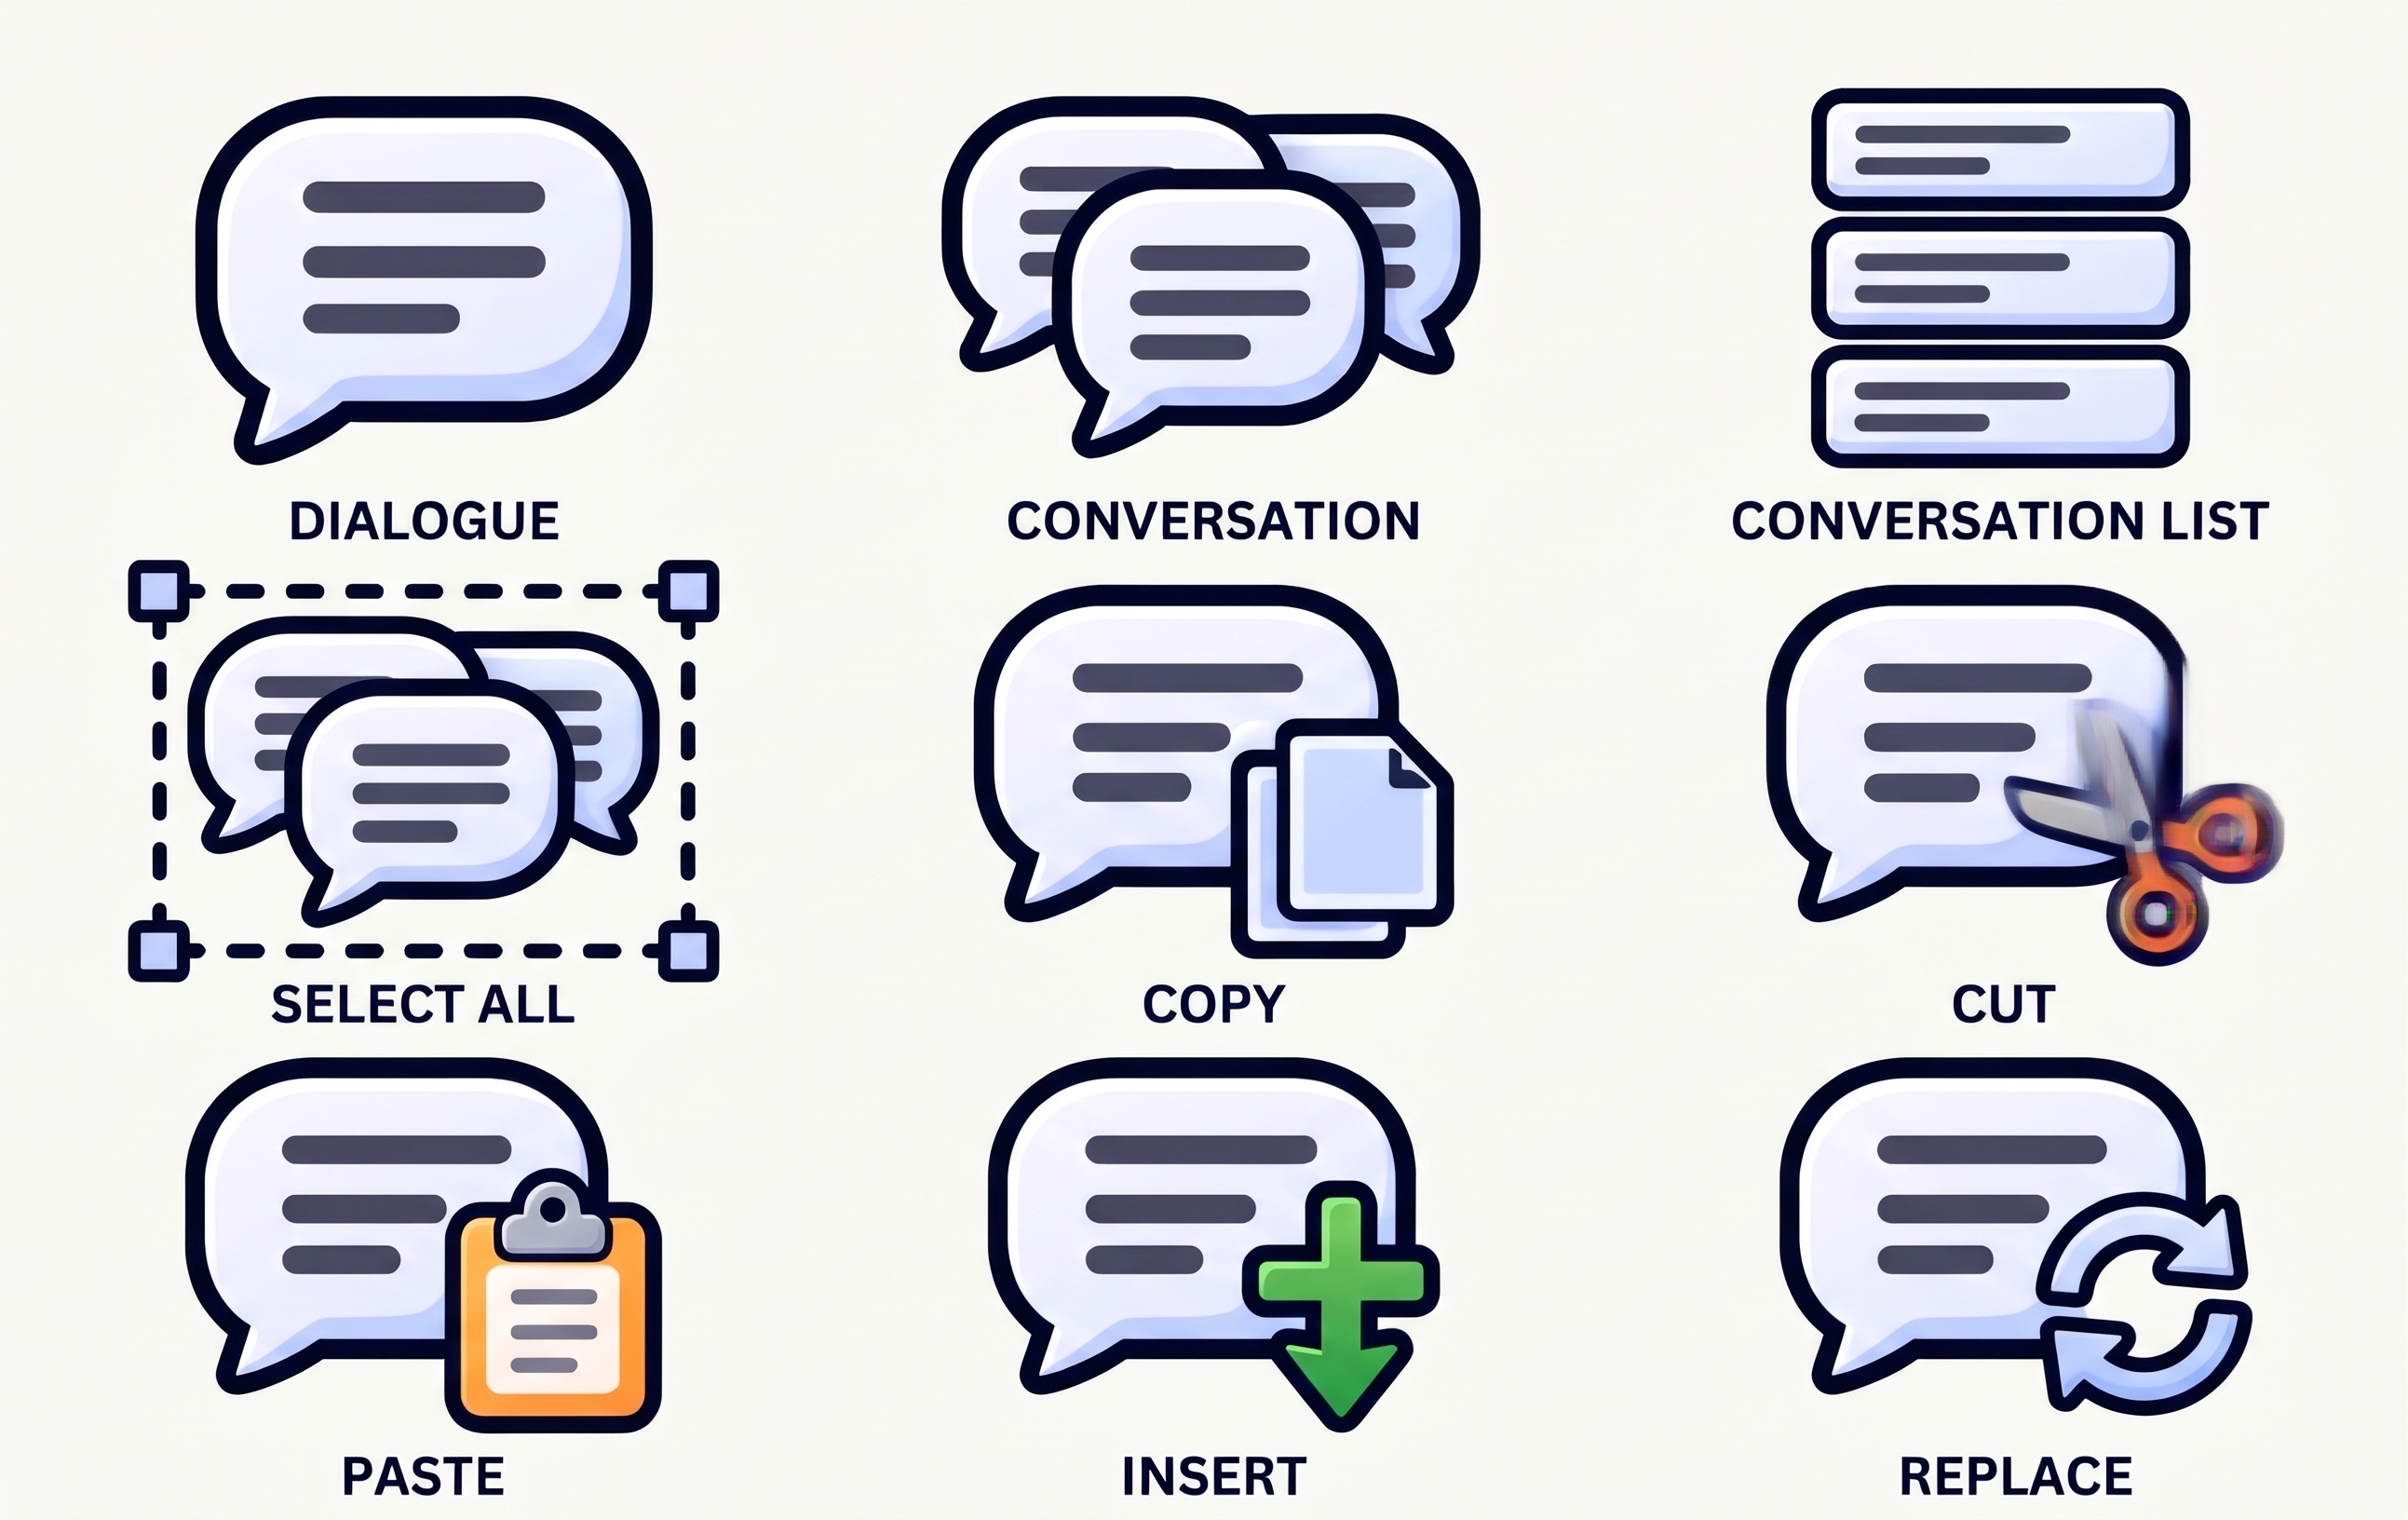 DIALOGUE
CONVERSATION
CONVERSATION LIST
SELECT ALL
COPY
CUT
PASTE
INSERT
REPLACE